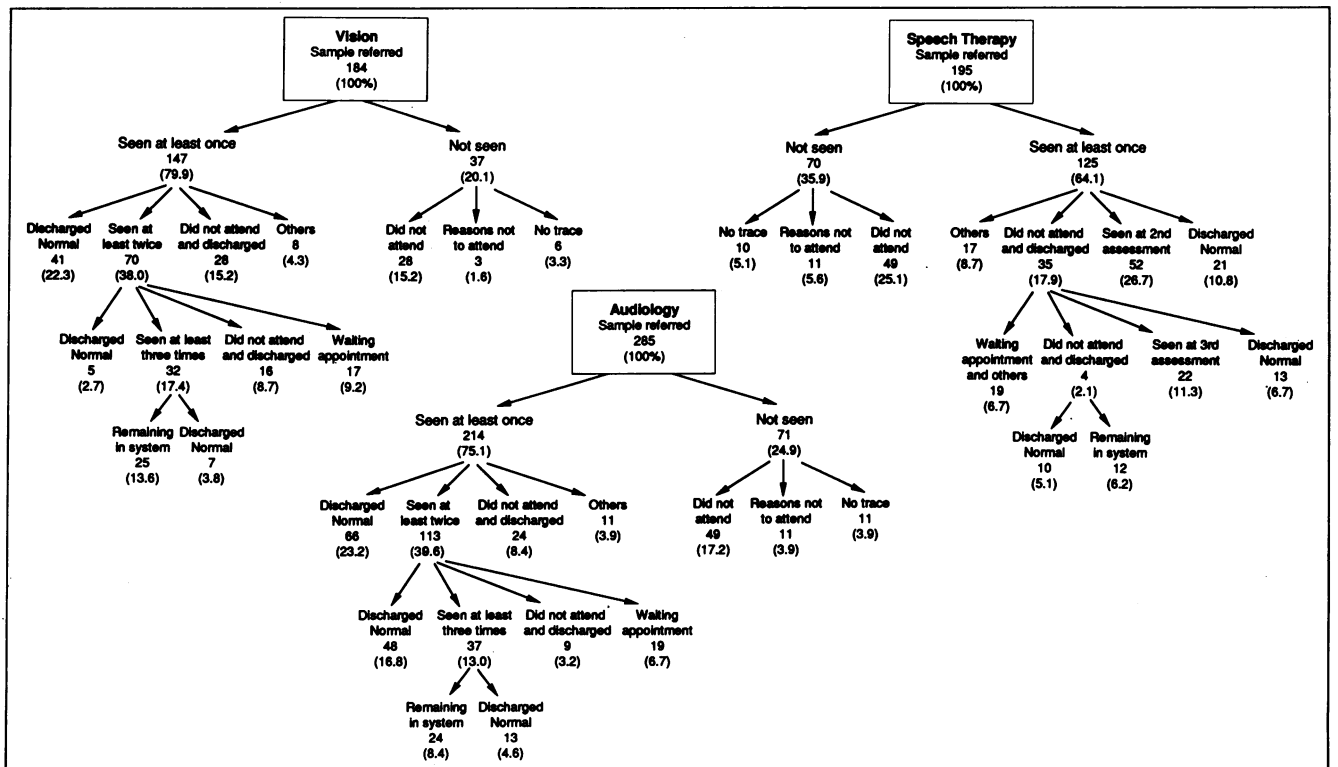 Vision
Sample referred
184
(100%)
Seen at least once
147
(79.9)
Not seen
37
(20.1)
Discharged
Normal
41
(22.3)
Seen at
least twice
70
(38.0)
Did not attend
and discharged
28
(15.2)
Others
8
(4.3)
Did not
attend
28
(15.2)
Reasons not
to attend
3
(1.6)
No trace
6
(3.3)
Discharged
Normal
5
(2.7)
Seen at least
three times
32
(17.4)
Did not attend
and discharged
16
(8.7)
Waiting
appointment
17
(9.2)
Remaining
in system
25
(13.6)
Discharged
Normal
7
(3.8)
Audiology
Sample referred
285
(100%)
Seen at least once
214
(75.1)
Not seen
71
(24.9)
Discharged
Normal
66
(23.2)
Seen at
least twice
113
(39.6)
Did not attend
and discharged
24
(8.4)
Others
11
(3.9)
Did not
attend
49
(17.2)
Reasons not
to attend
11
(3.9)
No trace
11
(3.9)
Discharged
Normal
48
(16.8)
Seen at least
three times
37
(13.0)
Did not attend
and discharged
9
(3.2)
Waiting
appointment
19
(6.7)
Remaining
in system
24
(8.4)
Discharged
Normal
13
(4.6)
Speech Therapy
Sample referred
195
(100%)
Not seen
70
(35.9)
Seen at least once
125
(64.1)
No trace
10
(5.1)
Reasons not
to attend
11
(5.6)
Did not
attend
49
(25.1)
Others
17
(8.7)
Did not attend
and discharged
35
(17.9)
Seen at 2nd
assessment
52
(26.7)
Discharged
Normal
21
(10.8)
Waiting
appointment
and others
19
(6.7)
Did not attend
and discharged
4
(2.1)
Seen at 3rd
assessment
22
(11.3)
Discharged
Normal
13
(6.7)
Discharged
Normal
10
(5.1)
Remaining
in system
12
(6.2)